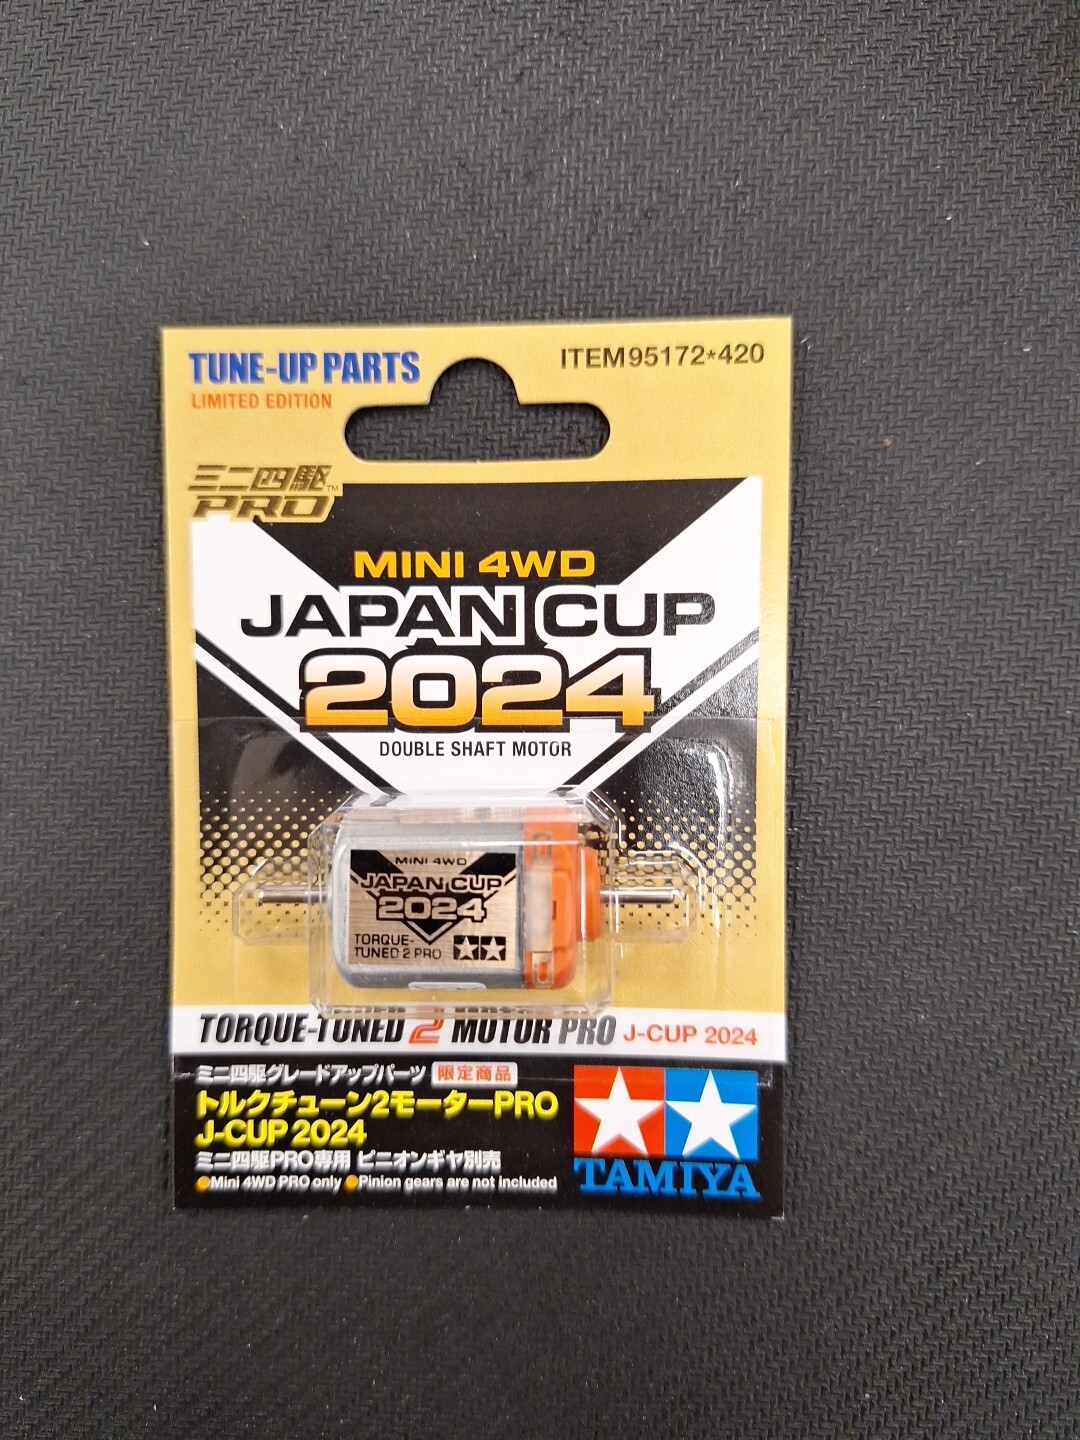 TUNE-UP PARTS
ITEM95172*420
LIMITED EDITION
ミニ四駆™
PRO
MINI 4WD
JAPAN CUP
2024
DOUBLE SHAFT MOTOR
MINI 4WD
JAPAN CUP
2024
TORQUE-
TUNED 2 PRO
TORQUE-TUNED 2 MOTOR PRO J-CUP 2024
ミニ四駆グレードアップパーツ 限定商品
トルクチューン2モーターPRO
J-CUP 2024
ミニ四駆PRO専用 ピニオンギヤ別売
●Mini 4WD PRO only ●Pinion gears are not included
TAMIYA